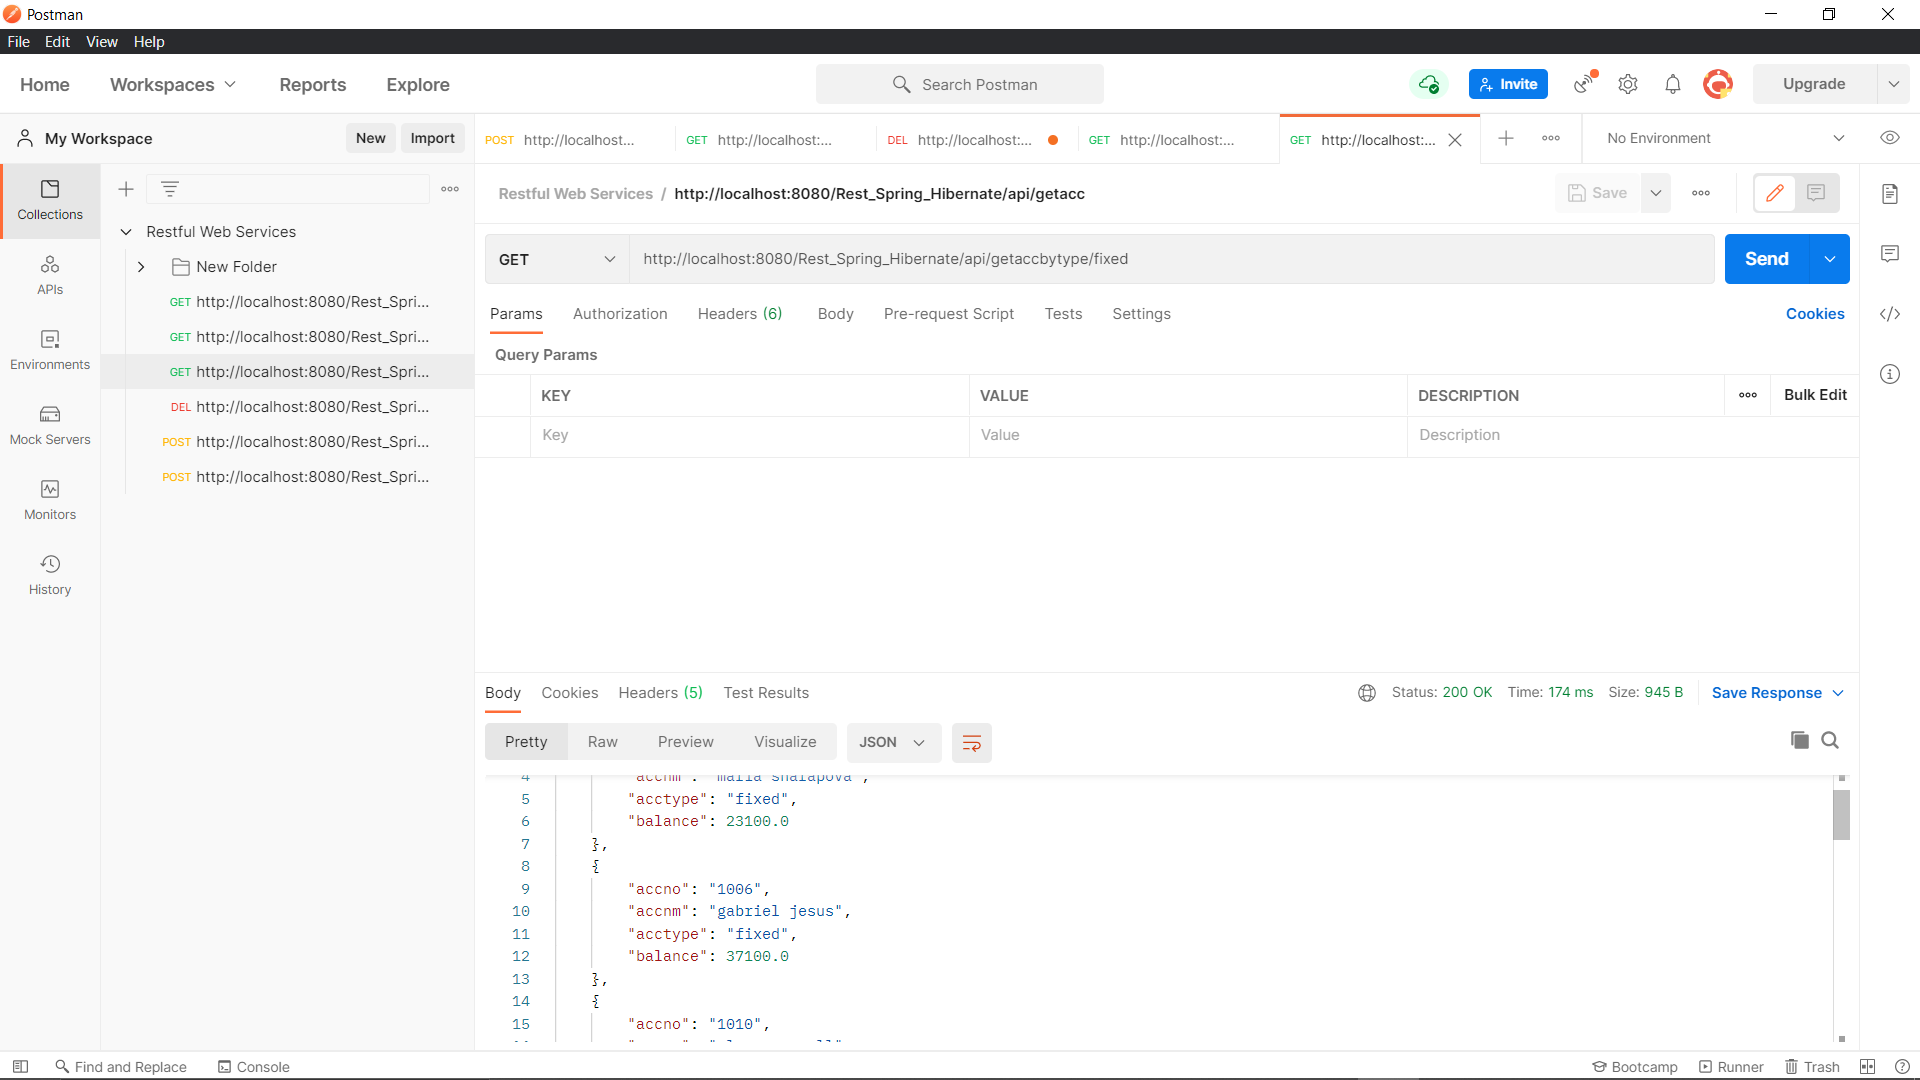 Postman
File Edit View Help
Home Workspaces Reports Explore
Search Postman
Invite
Upgrade
My Workspace
New Import
POST http://localhost...
GET http://localhost:...
DEL http://localhost:...
GET http://localhost:...
GET http://localhost:...
No Environment
Collections
APIs
Environments
Mock Servers
Monitors
History
Restful Web Services
New Folder
GET http://localhost:8080/Rest_Spri...
GET http://localhost:8080/Rest_Spri...
GET http://localhost:8080/Rest_Spri...
DEL http://localhost:8080/Rest_Spri...
POST http://localhost:8080/Rest_Spri...
POST http://localhost:8080/Rest_Spri...
Restful Web Services / http://localhost:8080/Rest_Spring_Hibernate/api/getacc
Save
GET http://localhost:8080/Rest_Spring_Hibernate/api/getaccbytype/fixed
Send
Params Authorization Headers (6) Body Pre-request Script Tests Settings
Cookies
Query Params
KEY VALUE DESCRIPTION
Bulk Edit
Key Value Description
Body Cookies Headers (5) Test Results
Status: 200 OK Time: 174 ms Size: 945 B
Save Response
Pretty Raw Preview Visualize
JSON
4 "accnm": "maria sharapova",
5 "acctype": "fixed",
6 "balance": 23100.0
7 },
8 {
9 "accno": "1006",
10 "accnm": "gabriel jesus",
11 "acctype": "fixed",
12 "balance": 37100.0
13 },
14 {
15 "accno": "1010",
Find and Replace Console
Bootcamp Runner Trash